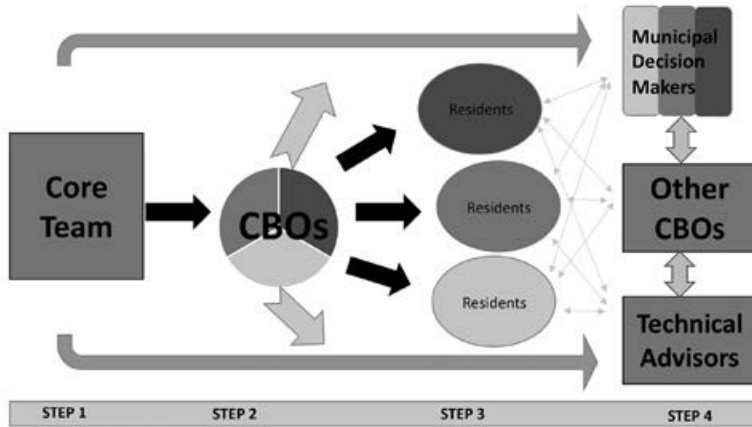 Municipal
Decision
Makers
Residents
Core
Team
CBOs
Residents
Other
CBOs
Residents
Technical
Advisors
STEP 1
STEP 2
STEP 3
STEP 4